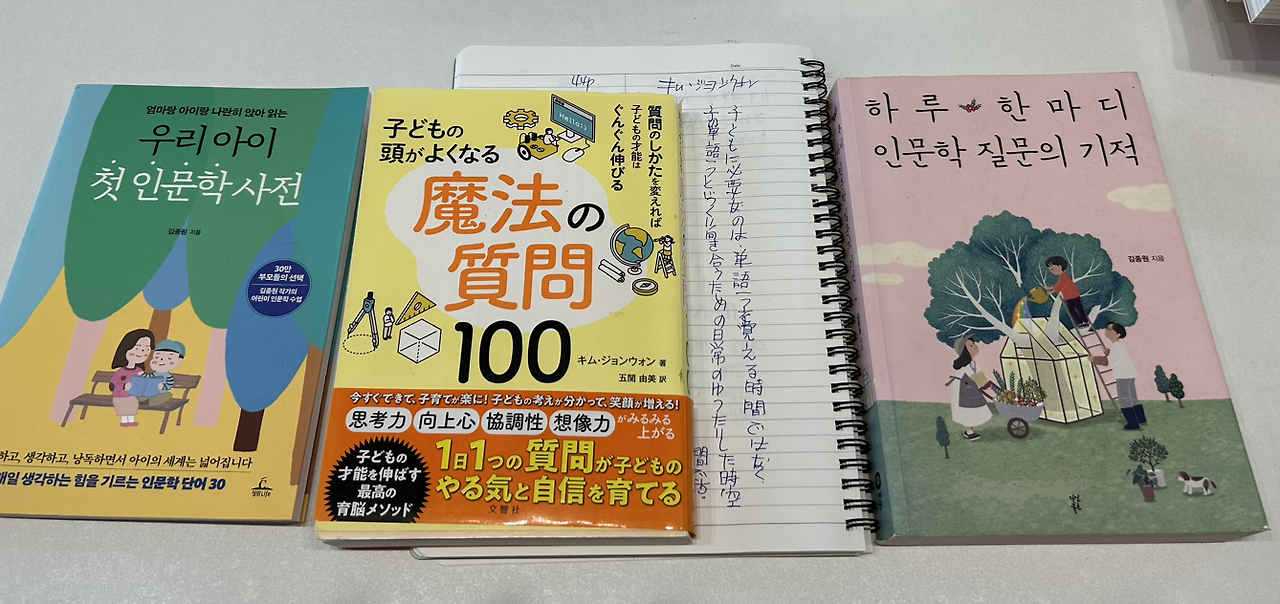 엄마랑 아이랑 나란히 앉아 읽는
우리 아이
첫 인문학 사전
김종원 지음
30만
부모들의 선택
김종원 작가의
어린이 인문학 수업
하고, 생각하고, 낭독하면서 아이의 세계는 넓어집니다
매일 생각하는 힘을 기르는 인문학 단어 30
청림Life
質問のしかたを変えれば
子どもの才能は
ぐんぐん伸びる
Hello:)
子どもの
頭がよくなる
魔法の
質問
100
キム・ジョンウォン 著
五関 由美 訳
今すぐできて、子育てが楽に!子どもの考えが分かって、笑顔が増える!
思考力 向上心 協調性 想像力 がみるみる
上がる
子どもの
才能を伸ばす
最高の
育脳メソッド
1日1つの質問が子どもの
やる気と自信を育てる
文響社
Date
44p
キム・ジョンウォン
子どもに必要なのは、単語を覚える時間ではなく
単語一つとじっくり向き合うための日常のゆったりした時空
間だ。
하루 한마디
인문학 질문의 기적
김종원 지음